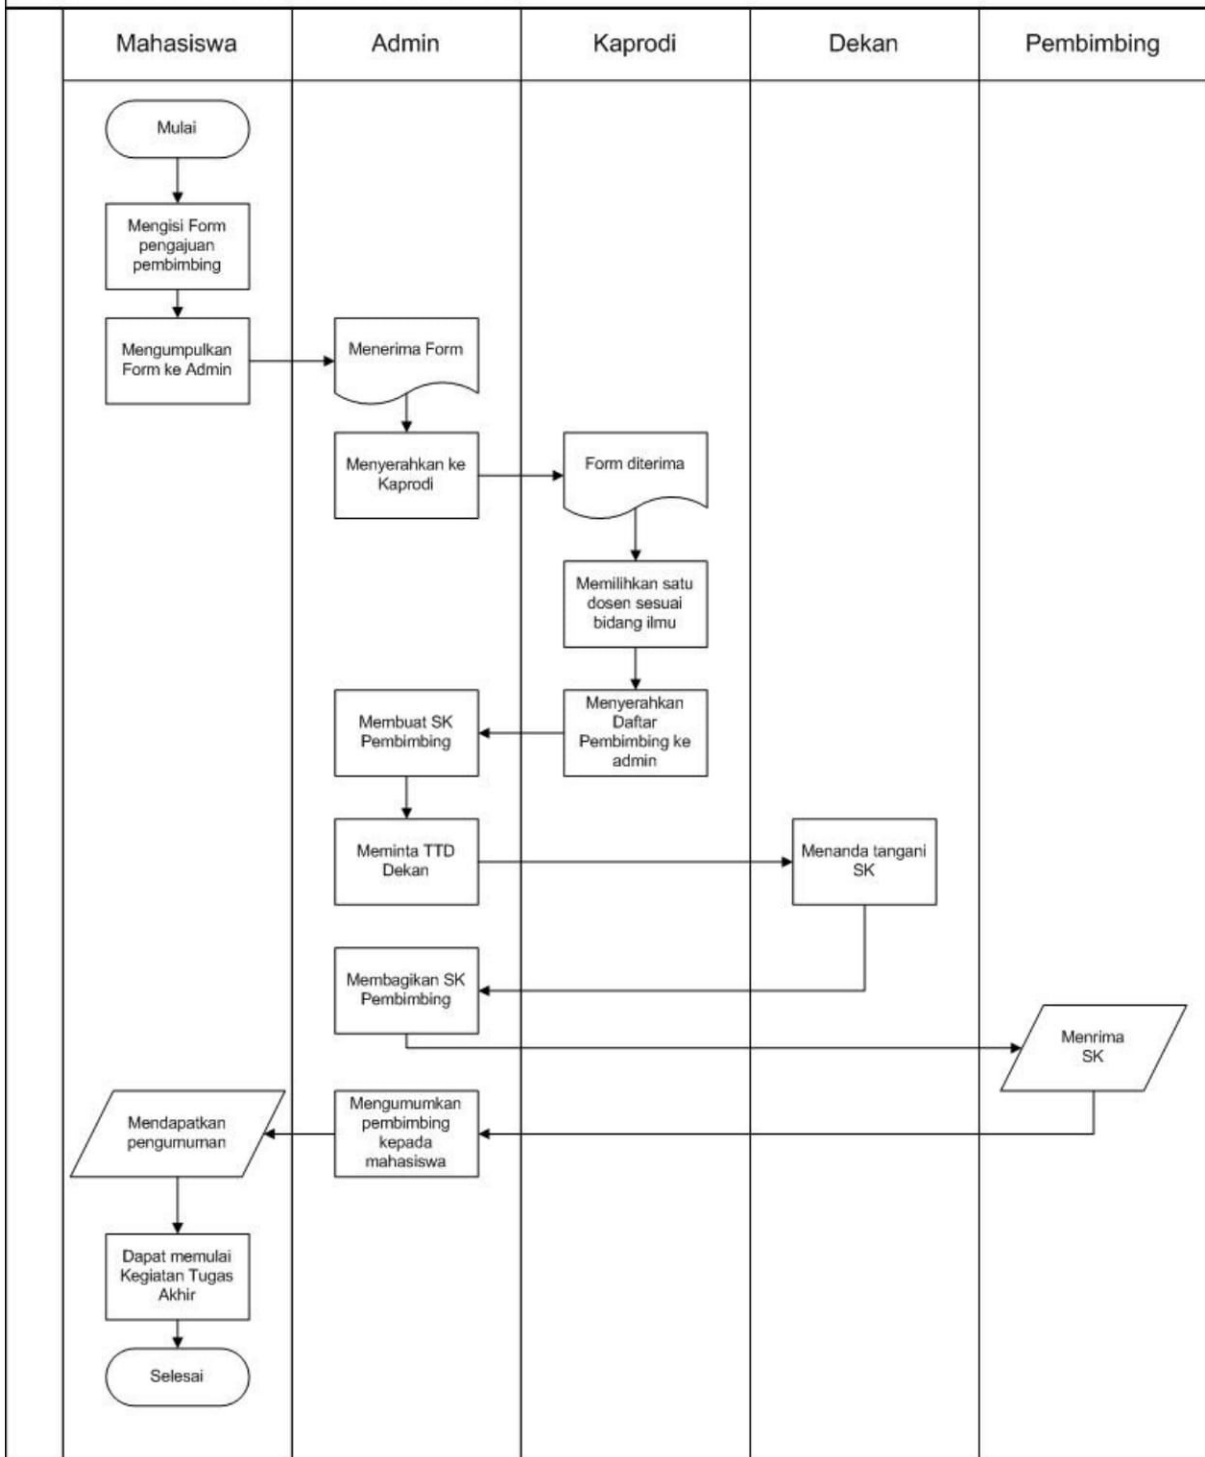 Mahasiswa
Admin
Kaprodi
Dekan
Pembimbing
Mulai
Mengisi Form
pengajuan
pembimbing
Mengumpulkan
Form ke Admin
Menerima Form
Menyerahkan ke
Kaprodi
Form diterima
Memilihkan satu
dosen sesuai
bidang ilmu
Menyerahkan
Daftar
Pembimbing ke
admin
Membuat SK
Pembimbing
Meminta TTD
Dekan
Menanda tangani
SK
Membagikan SK
Pembimbing
Menrima
SK
Mengumumkan
pembimbing
kepada
mahasiswa
Mendapatkan
pengumuman
Dapat memulai
Kegiatan Tugas
Akhir
Selesai